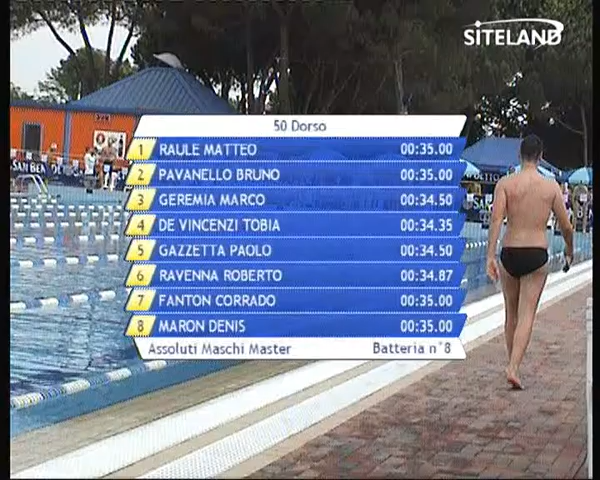 SITELAND
50 Dorso
1 RAULE MATTEO 00:35.00
2 PAVANELLO BRUNO 00:35.00
3 GEREMIA MARCO 00:34.50
4 DE VINCENZI TOBIA 00:34.35
5 GAZZETTA PAOLO 00:34.50
6 RAVENNA ROBERTO 00:34.87
7 FANTON CORRADO 00:35.00
8 MARON DENIS 00:35.00
Assoluti Maschi Master Batteria n°8